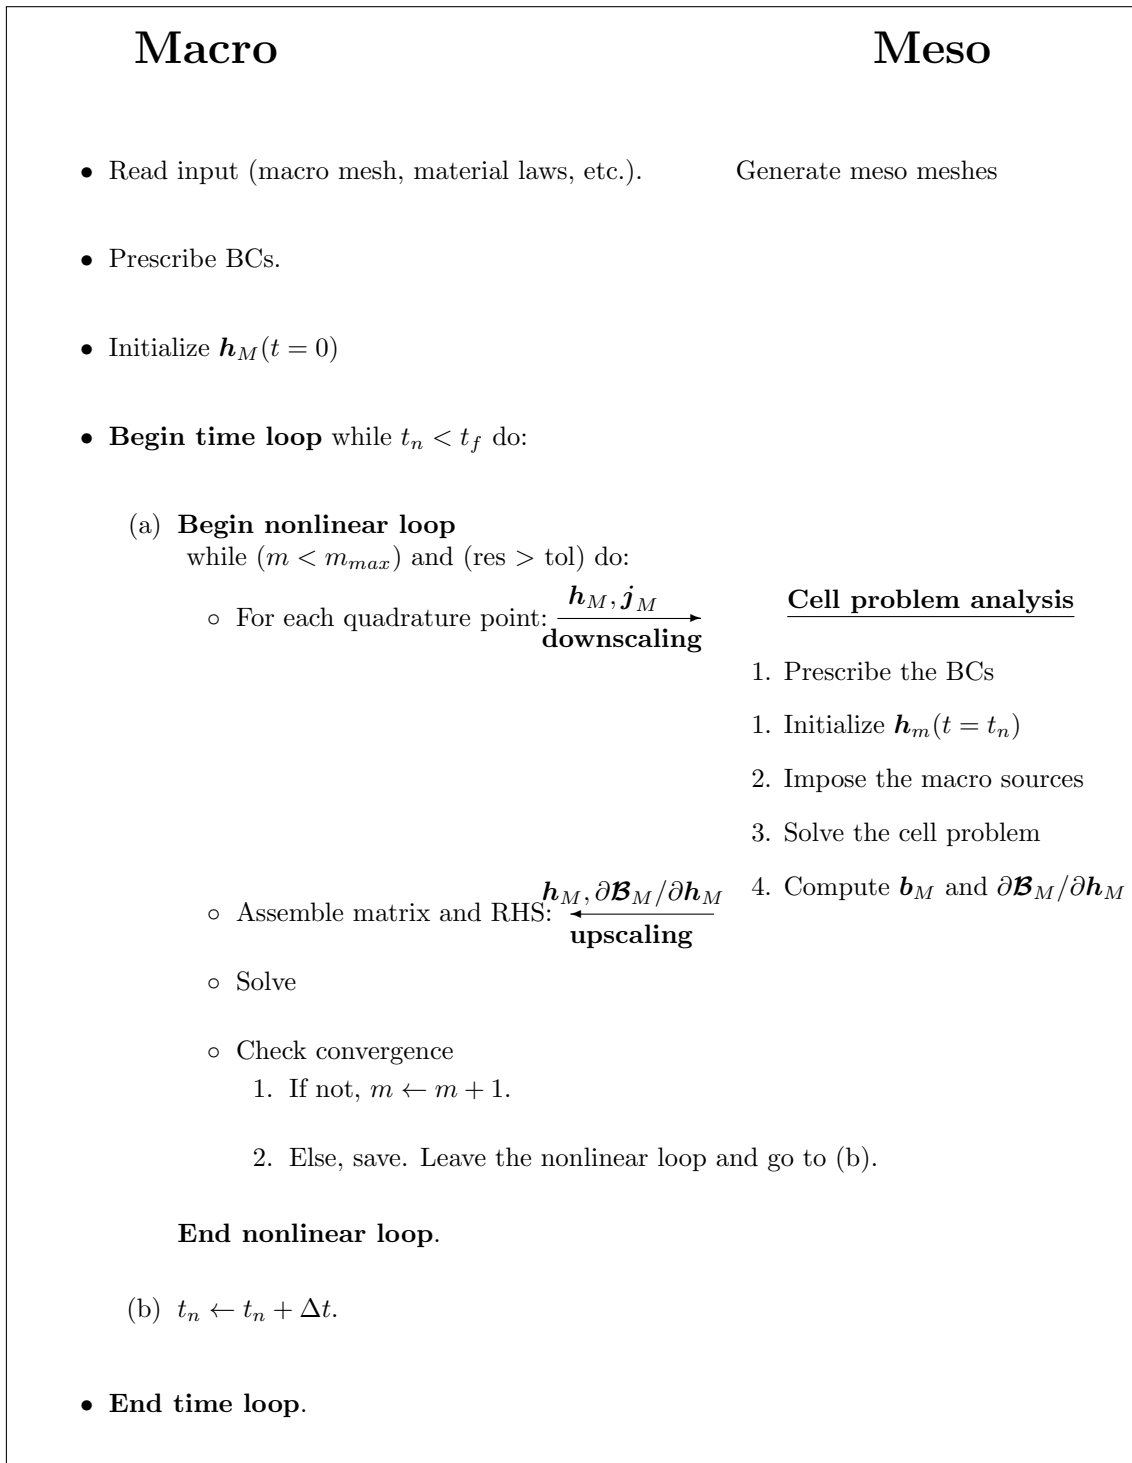 Macro Meso
• Read input (macro mesh, material laws, etc.). Generate meso meshes
• Prescribe BCs.
• Initialize 𝒉_M(t = 0)
• Begin time loop while t_n < t_f do:
(a) Begin nonlinear loop
while (m < m_max) and (res > tol) do:
𝒉_M, 𝒋_M
Cell problem analysis
◦ For each quadrature point:
downscaling
1. Prescribe the BCs
1. Initialize 𝒉_m(t = t_n)
2. Impose the macro sources
3. Solve the cell problem
4. Compute 𝒃_M and ∂𝓑_M/∂𝒉_M
𝒉_M, ∂𝓑_M/∂𝒉_M
◦ Assemble matrix and RHS:
upscaling
◦ Solve
◦ Check convergence
1. If not, m ← m + 1.
2. Else, save. Leave the nonlinear loop and go to (b).
End nonlinear loop.
(b) t_n ← t_n + Δt.
• End time loop.